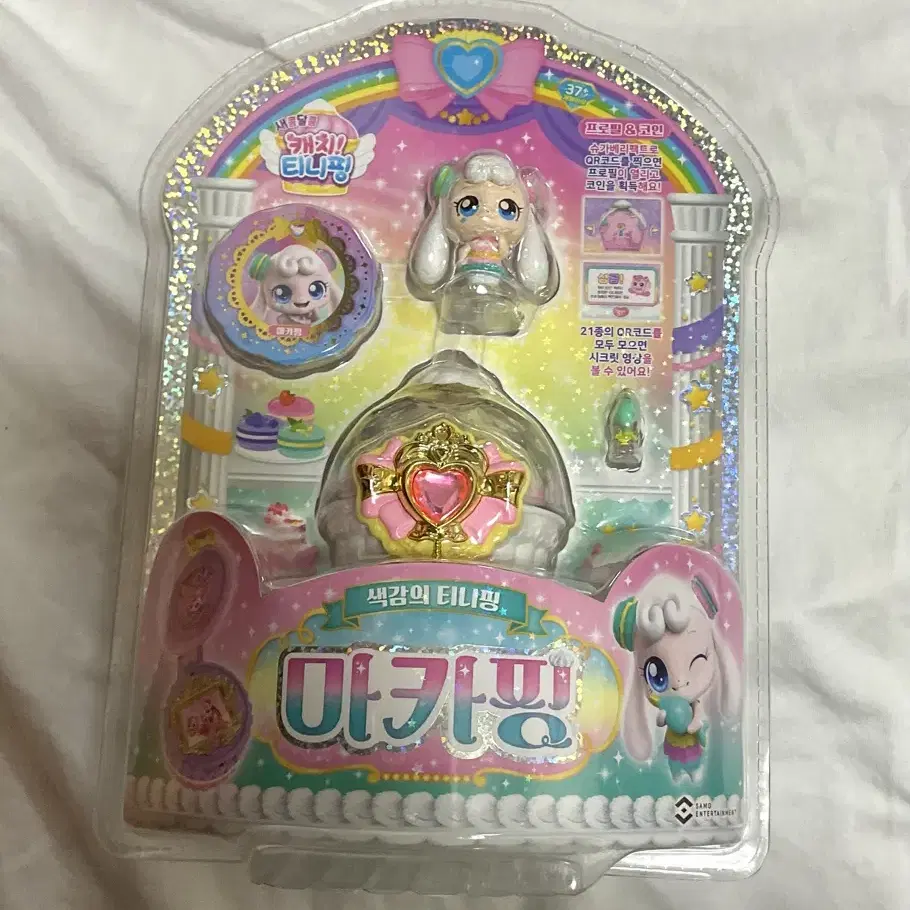 새콤달콤
캐치!
티니핑
37+
프로필 & 코인
슈가베리팩트로
QR코드를 찍으면
프로필이 열리고
코인을 획득해요!
마카핑
21종의 QR코드를
모두 모으면
시크릿 영상을
볼 수 있어요!
색감의 티니핑
마카핑
SAMG
ENTERTAINMENT